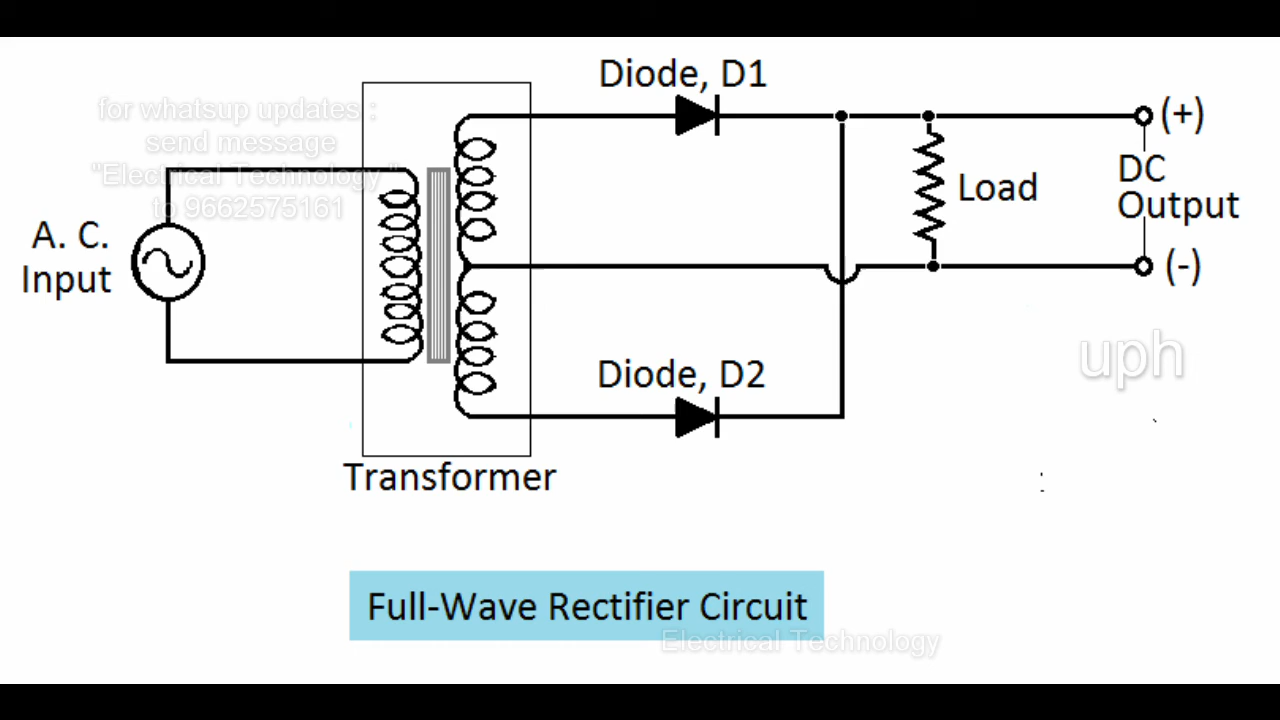 Diode, D1
for whatsup updates :
send message
"Electrical Technology "
to 9662575161
(+)
DC
Output
Load
A. C.
Input
(-)
uph
Diode, D2
Transformer
Full-Wave Rectifier Circuit
Electrical Technology